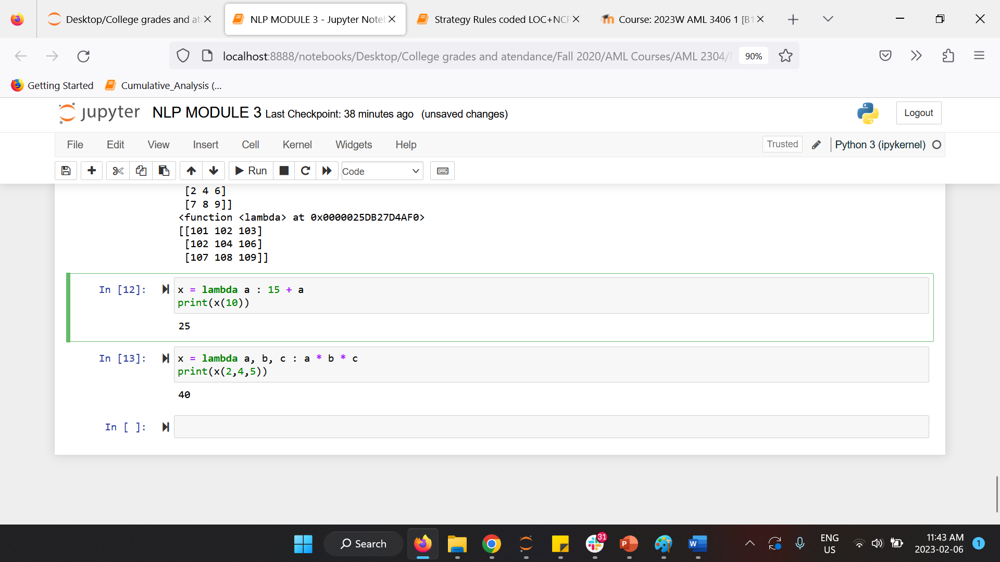 Desktop/College grades and at
NLP MODULE 3 - Jupyter Note
Strategy Rules coded LOC+NCP
Course: 2023W AML 3406 1 [B1
localhost:8888/notebooks/Desktop/College grades and atendance/Fall 2020/AML Courses/AML 2304/
90%
Getting Started
Cumulative_Analysis (...
jupyter NLP MODULE 3 Last Checkpoint: 38 minutes ago (unsaved changes)
Logout
File Edit View Insert Cell Kernel Widgets Help
Trusted
Python 3 (ipykernel)
Run
Code
[2 4 6]
[7 8 9]]
<function <lambda> at 0x0000025DB27D4AF0>
[[101 102 103]
[102 104 106]
[107 108 109]]
In [12]:
x = lambda a : 15 + a
print(x(10))
25
In [13]:
x = lambda a, b, c : a * b * c
print(x(2,4,5))
40
In [ ]:
Search
31
P
W
ENG
US
11:43 AM
2023-02-06
1